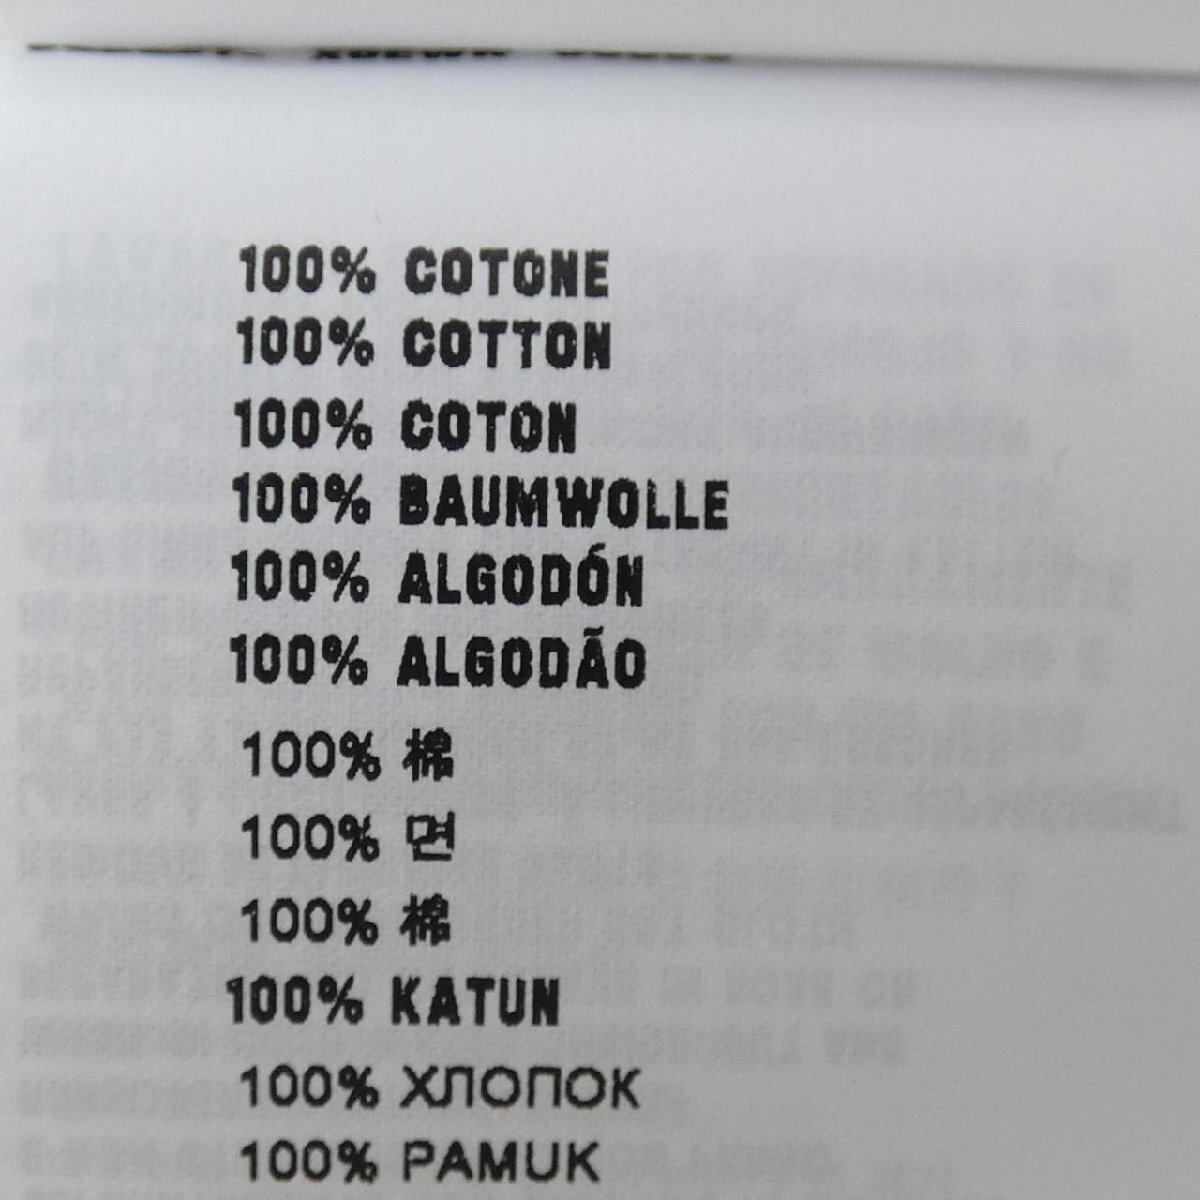 100% COTONE
100% COTTON
100% COTON
100% BAUMWOLLE
100% ALGODÓN
100% ALGODÃO
100% 棉
100% 면
100% 棉
100% KATUN
100% ХЛОПОК
100% PAMUK